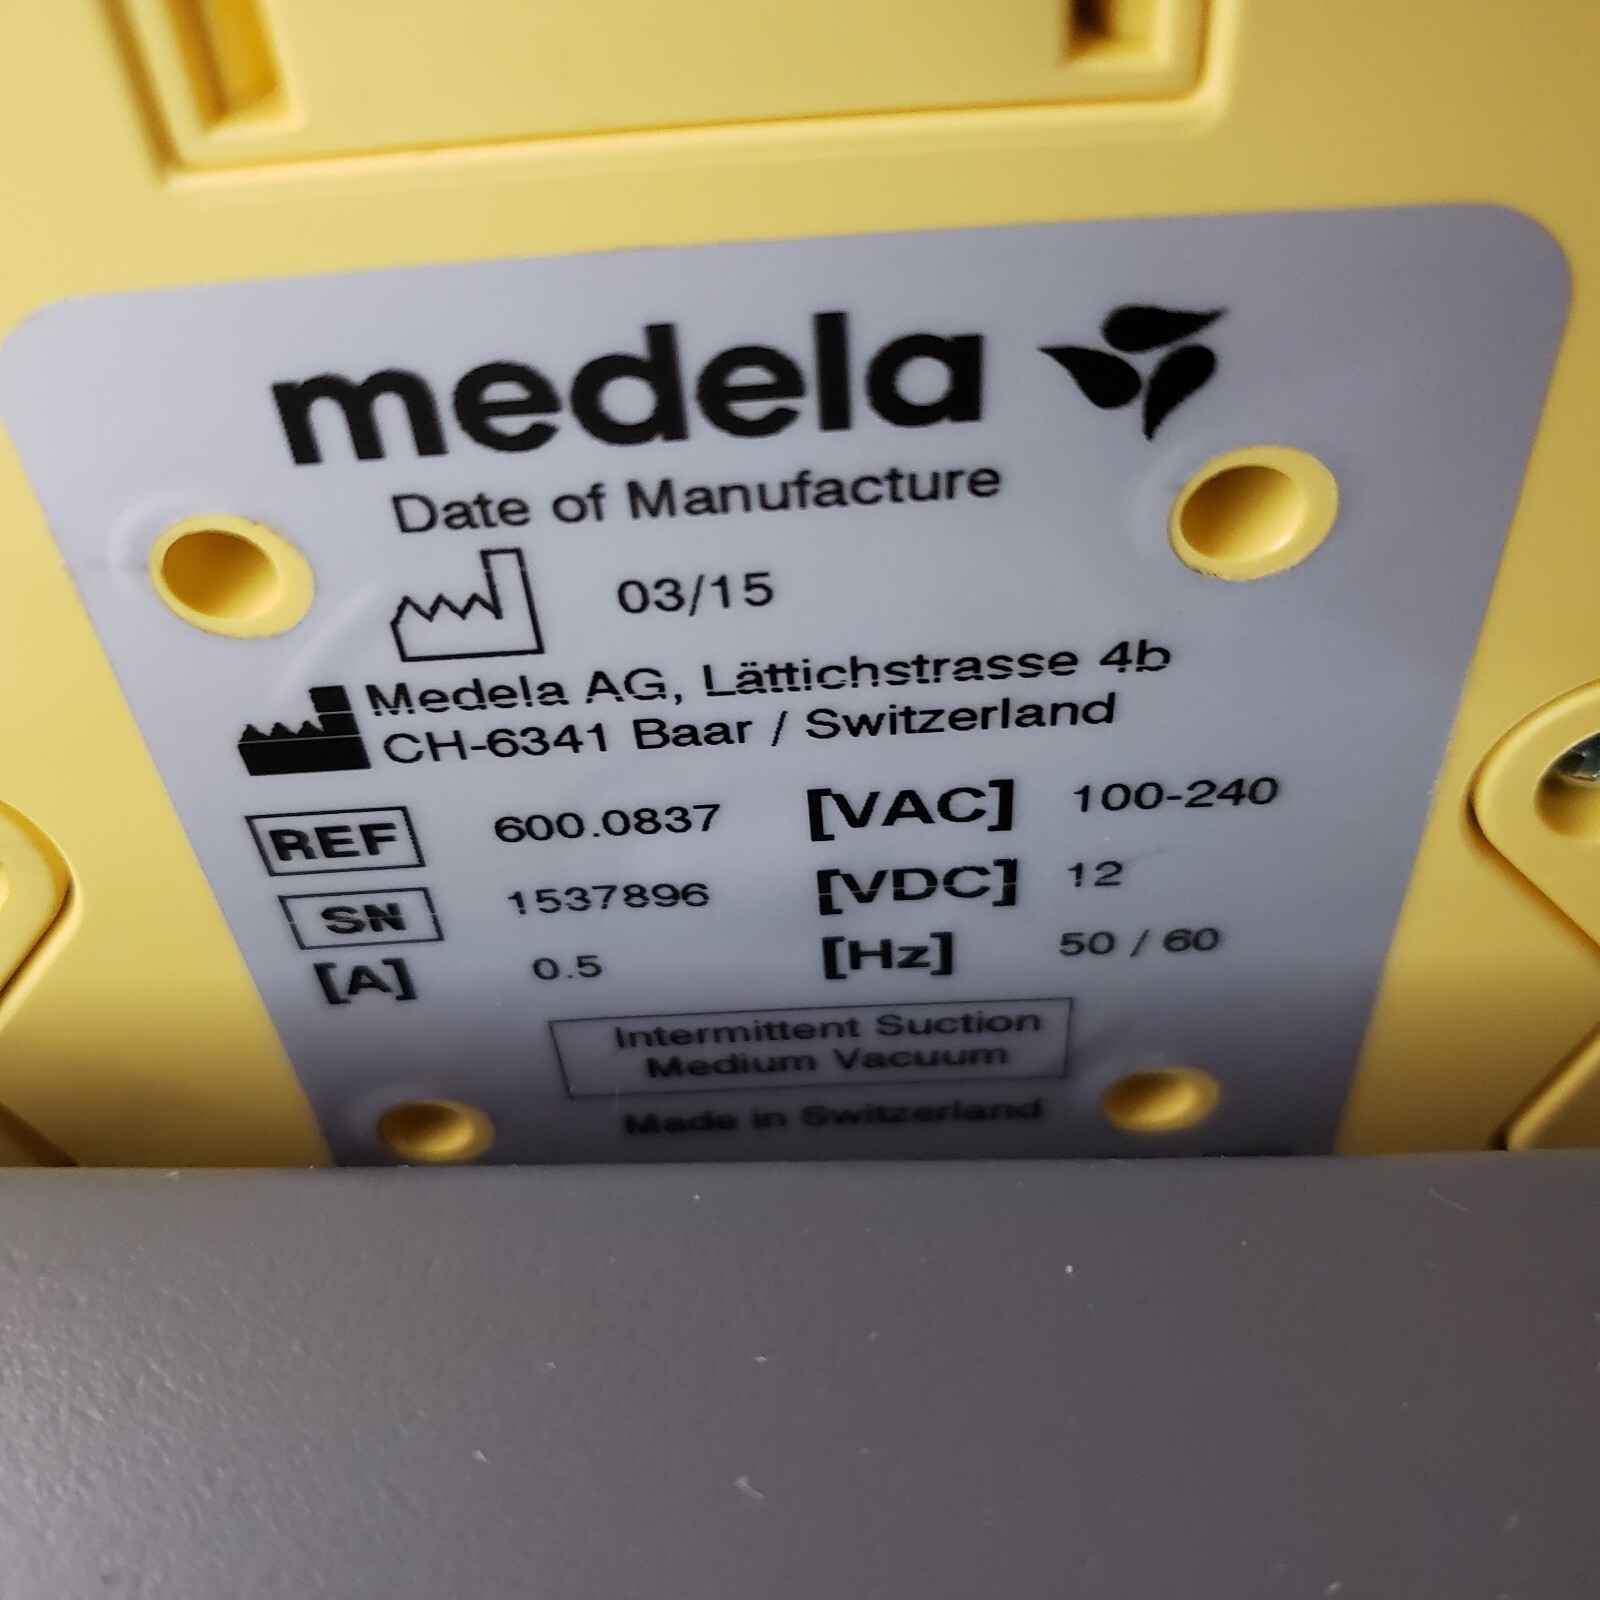 medela
Date of Manufacture
03/15
Medela AG, Lättichstrasse 4b
CH-6341 Baar / Switzerland
REF 600.0837 [VAC] 100-240
SN 1537896 [VDC] 12
[A] 0.5 [Hz] 50 / 60
Intermittent Suction
Medium Vacuum
Made in Switzerland